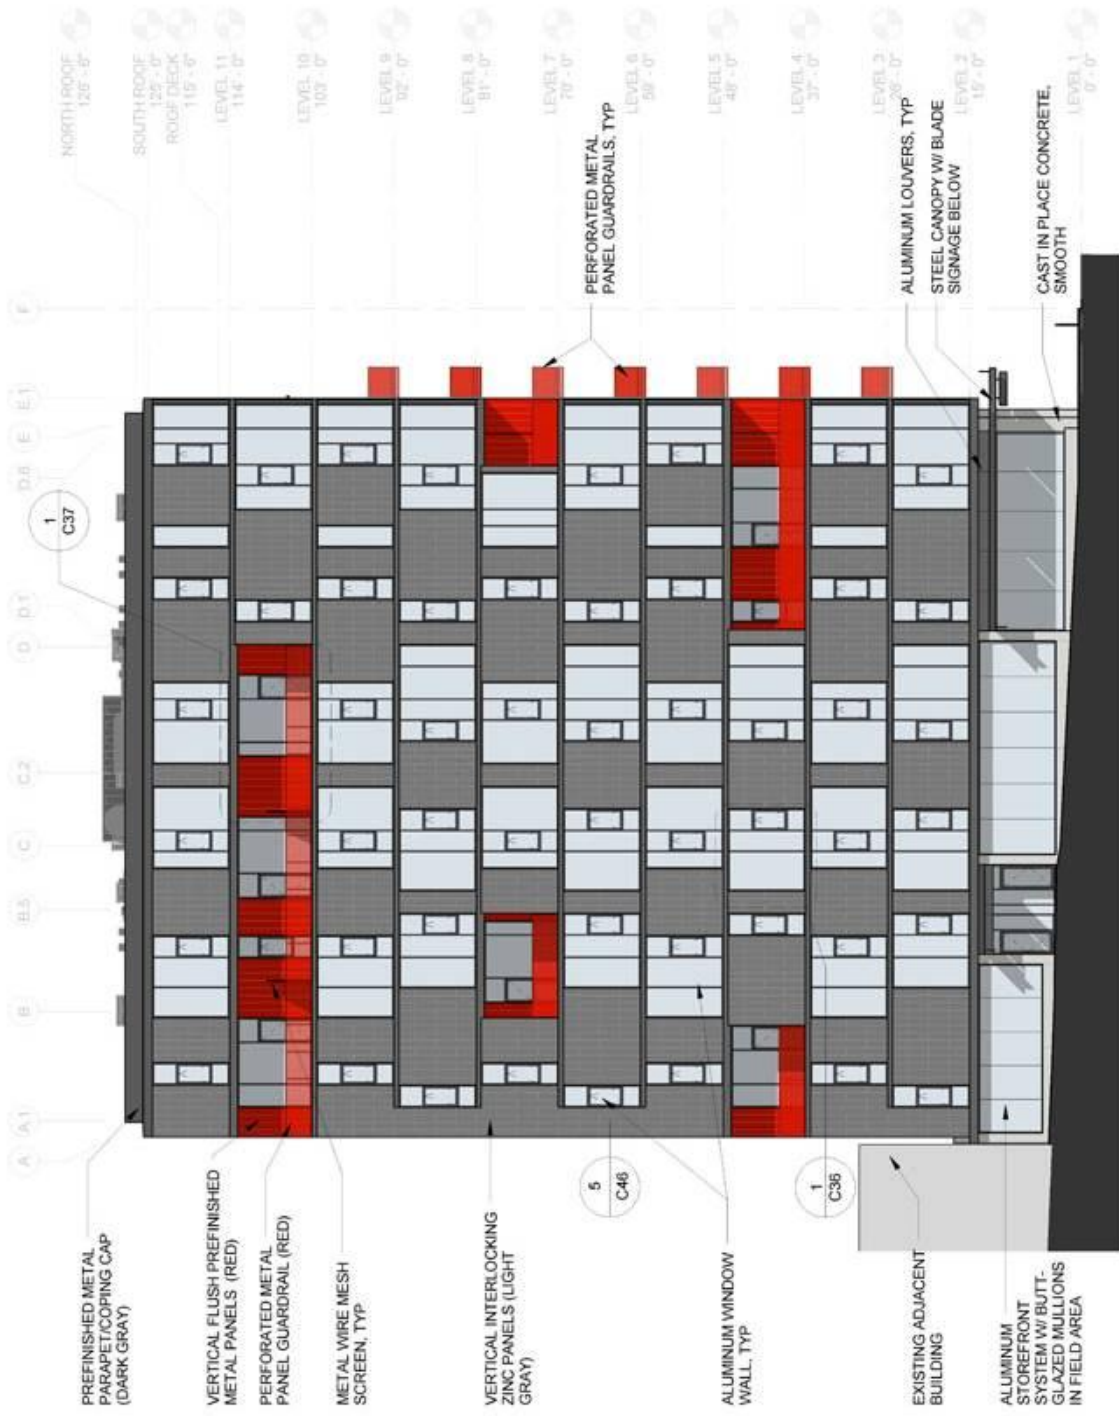 NORTH ROOF
126' - 6"
SOUTH ROOF
125' - 0"
ROOF DECK
115' - 6"
LEVEL 11
114' - 0"
LEVEL 10
103' - 0"
LEVEL 9
92' - 0"
LEVEL 8
81' - 0"
LEVEL 7
70' - 0"
LEVEL 6
59' - 0"
LEVEL 5
48' - 0"
LEVEL 4
37' - 0"
LEVEL 3
26' - 0"
LEVEL 2
15' - 0"
LEVEL 1
0' - 0"
PERFORATED METAL
PANEL GUARDRAILS, TYP
ALUMINUM LOUVERS, TYP
STEEL CANOPY W/ BLADE
SIGNAGE BELOW
CAST IN PLACE CONCRETE,
SMOOTH
A
A.1
B
B.5
C
C.2
D
D.1
D.8
E
E.1
F
1
C37
5
C46
1
C36
PREFINISHED METAL
PARAPET/COPING CAP
(DARK GRAY)
VERTICAL FLUSH PREFINISHED
METAL PANELS (RED)
PERFORATED METAL
PANEL GUARDRAIL (RED)
METAL WIRE MESH
SCREEN, TYP
VERTICAL INTERLOCKING
ZINC PANELS (LIGHT
GRAY)
ALUMINUM WINDOW
WALL, TYP
EXISTING ADJACENT
BUILDING
ALUMINUM
STOREFRONT
SYSTEM W/ BUTT-
GLAZED MULLIONS
IN FIELD AREA